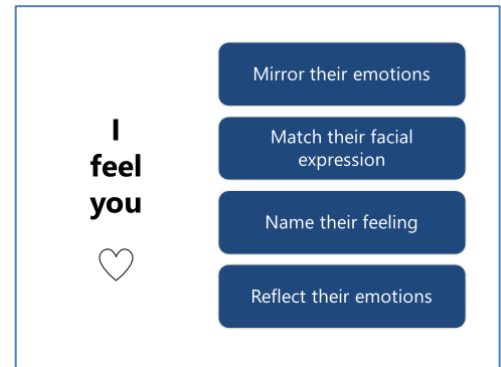 I
feel
you
Mirror their emotions
Match their facial
expression
Name their feeling
Reflect their emotions